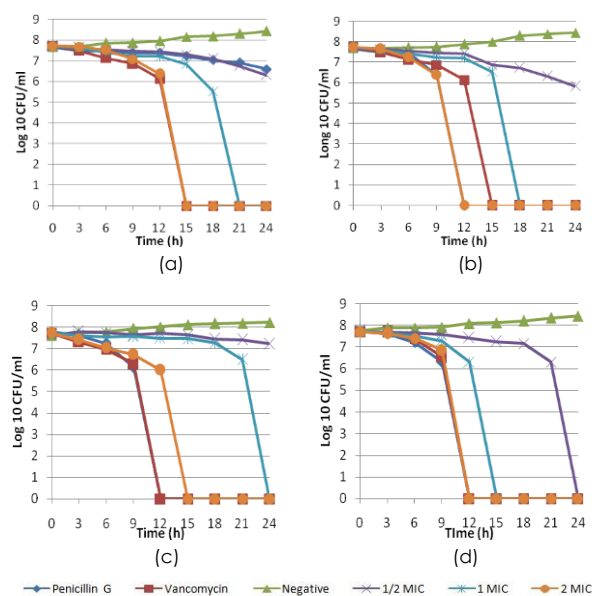 9
8
7
6
5
4
3
2
1
0
Log 10 CFU/ml
0 3 6 9 12 15 18 21 24
Time (h)
(a)
9
8
7
6
5
4
3
2
1
0
Long 10 CFU/ml
0 3 6 9 12 15 18 21 24
Time (h)
(b)
9
8
7
6
5
4
3
2
1
0
Log 10 CFU/ml
0 3 6 9 12 15 18 21 24
Time (h)
(c)
9
8
7
6
5
4
3
2
1
0
Log 10 CFU/ml
0 3 6 9 12 15 18 21 24
TIme (h)
(d)
Penicillin G Vancomycin Negative 1/2 MIC 1 MIC 2 MIC